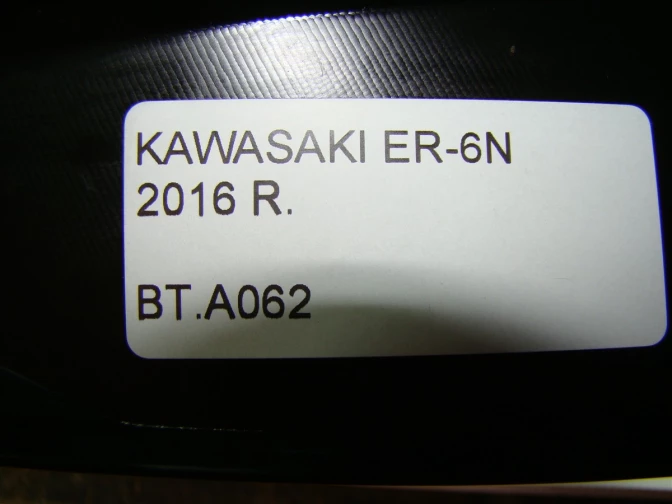 KAWASAKI ER-6N
2016 R.
BT.A062